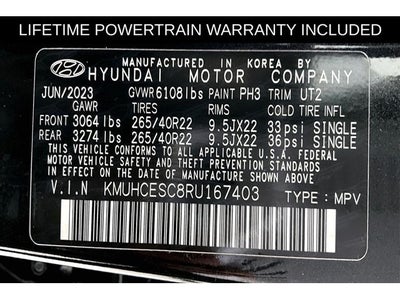 LIFETIME POWERTRAIN WARRANTY INCLUDED
MANUFACTURED IN KOREA BY
HYUNDAI MOTOR COMPANY
JUN/2023 GVWR 6108lbs PAINT PH3 TRIM UT2
GAWR TIRES RIMS COLD TIRE INFL
FRONT 3064lbs 265/40R22 9.5JX22 33psi SINGLE
REAR 3274lbs 265/40R22 9.5JX22 36psi SINGLE
THIS VEHICLE CONFORMS TO ALL APPLICABLE U.S.A. FEDERAL
MOTOR VEHICLE SAFETY AND THEFT PREVENTION STANDARDS
IN EFFECT ON THE DATE OF MANUFACTURE SHOWN ABOVE.
V.I.N KMUHCESC8RU167403 TYPE : MPV